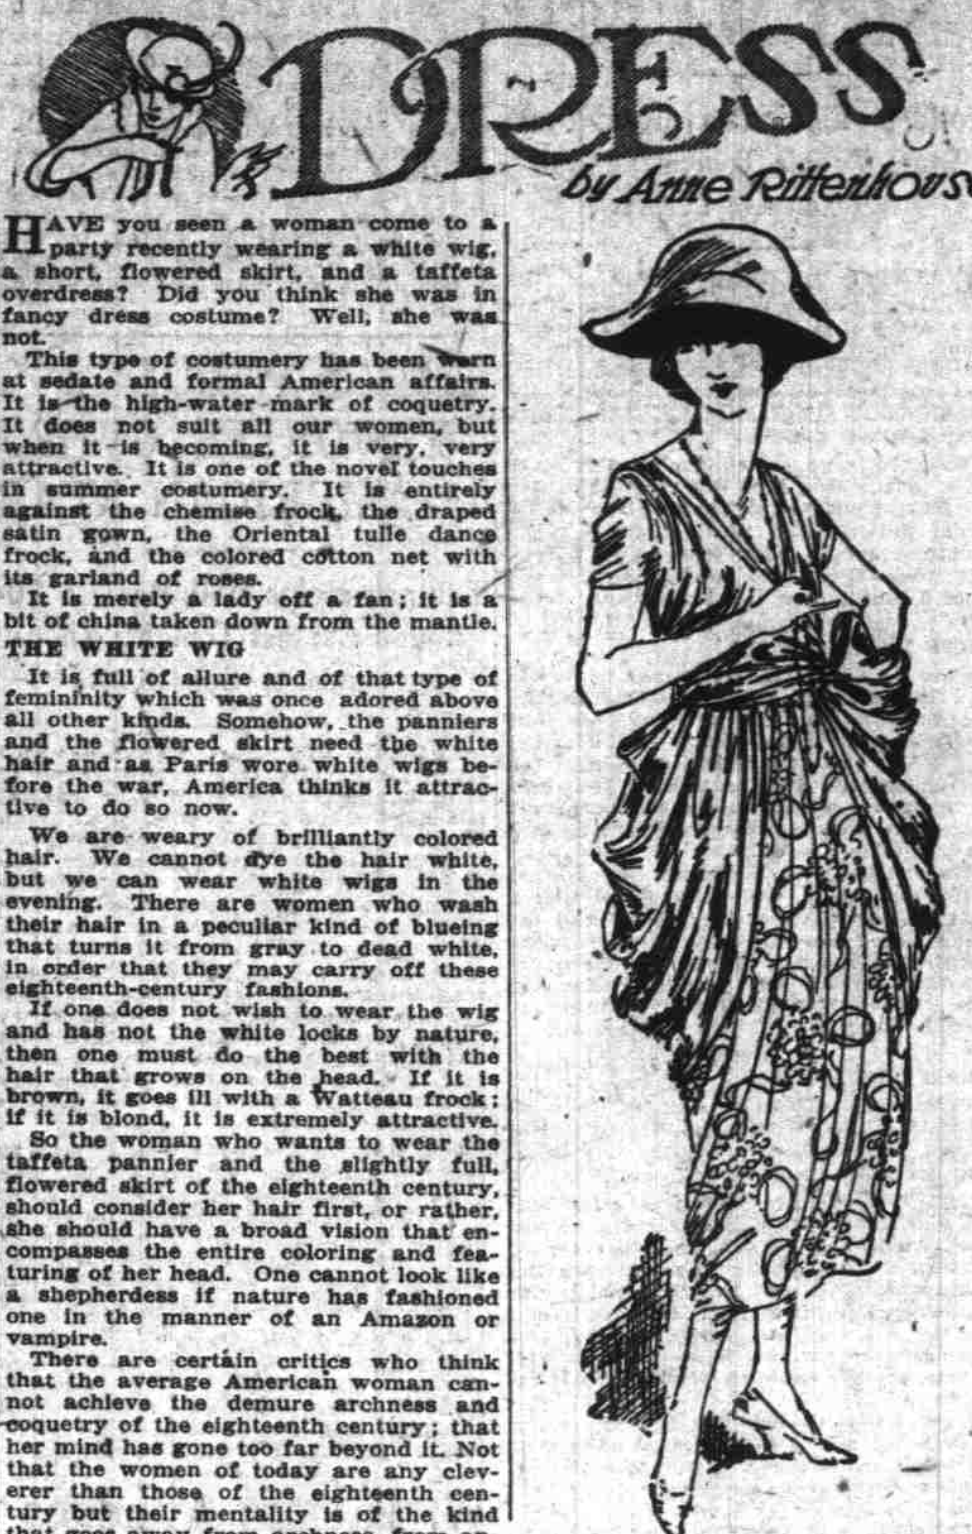 DRESS
by Anne Rittenhous
HAVE you seen a woman come to a
party recently wearing a white wig,
a short, flowered skirt, and a taffeta
overdress? Did you think she was in
fancy dress costume? Well, she was
not.
This type of costumery has been worn
at sedate and formal American affairs.
It is the high-water mark of coquetry.
It does not suit all our women, but
when it is becoming, it is very, very
attractive. It is one of the novel touches
in summer costumery. It is entirely
against the chemise frock, the draped
satin gown, the Oriental tulle dance
frock, and the colored cotton net with
its garland of roses.
It is merely a lady off a fan; it is a
bit of china taken down from the mantle.
THE WHITE WIG
It is full of allure and of that type of
femininity which was once adored above
all other kinds. Somehow, the panniers
and the flowered skirt need the white
hair and as Paris wore white wigs be-
fore the war, America thinks it attrac-
tive to do so now.
We are weary of brilliantly colored
hair. We cannot dye the hair white,
but we can wear white wigs in the
evening. There are women who wash
their hair in a peculiar kind of blueing
that turns it from gray to dead white,
in order that they may carry off these
eighteenth-century fashions.
If one does not wish to wear the wig
and has not the white locks by nature,
then one must do the best with the
hair that grows on the head. If it is
brown, it goes ill with a Watteau frock;
if it is blond, it is extremely attractive.
So the woman who wants to wear the
taffeta pannier and the slightly full,
flowered skirt of the eighteenth century,
should consider her hair first, or rather,
she should have a broad vision that en-
compasses the entire coloring and fea-
turing of her head. One cannot look like
a shepherdess if nature has fashioned
one in the manner of an Amazon or
vampire.
There are certain critics who think
that the average American woman can-
not achieve the demure archness and
coquetry of the eighteenth century; that
her mind has gone too far beyond it. Not
that the women of today are any clev-
erer than those of the eighteenth cen-
tury but their mentality is of the kind